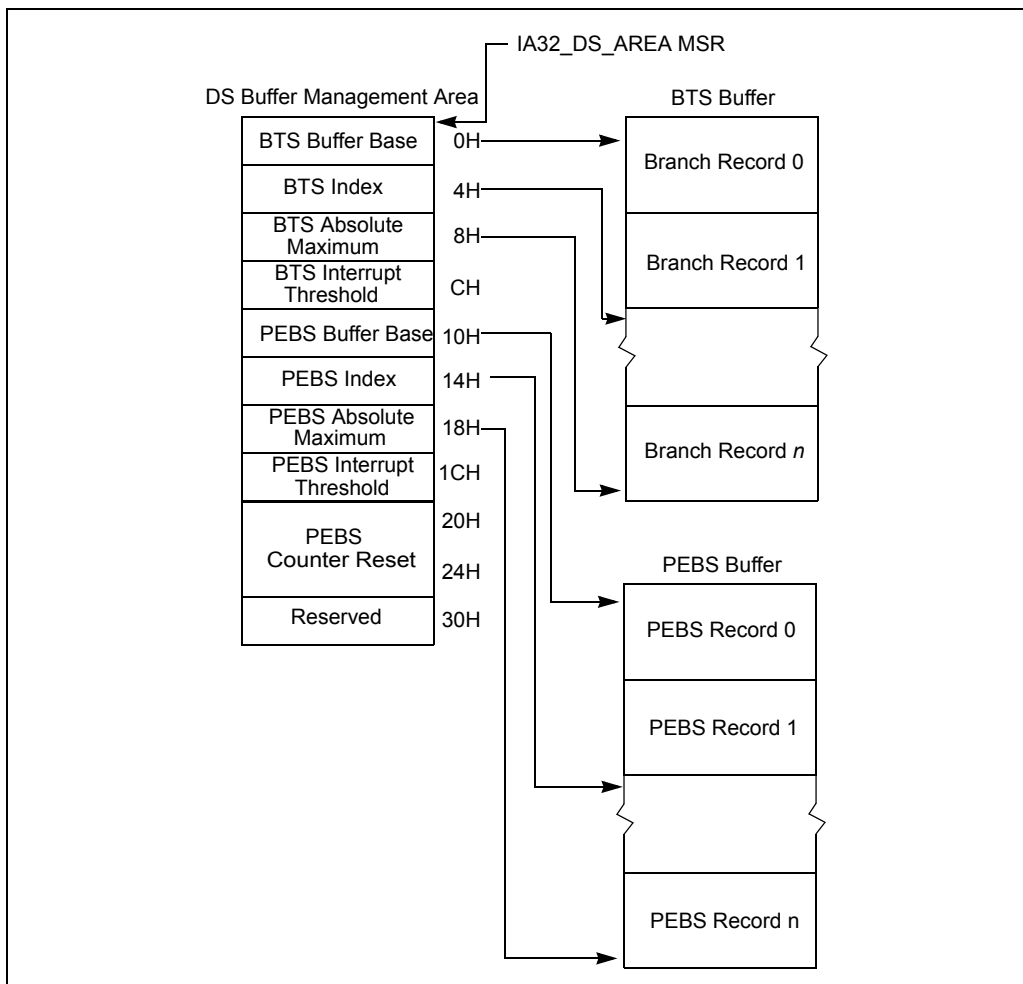 IA32_DS_AREA MSR
DS Buffer Management Area
BTS Buffer Base 0H
BTS Index 4H
BTS Absolute
Maximum 8H
BTS Interrupt
Threshold CH
PEBS Buffer Base 10H
PEBS Index 14H
PEBS Absolute
Maximum 18H
PEBS Interrupt
Threshold 1CH
20H
PEBS
Counter Reset
24H
Reserved 30H
BTS Buffer
Branch Record 0
Branch Record 1
Branch Record n
PEBS Buffer
PEBS Record 0
PEBS Record 1
PEBS Record n